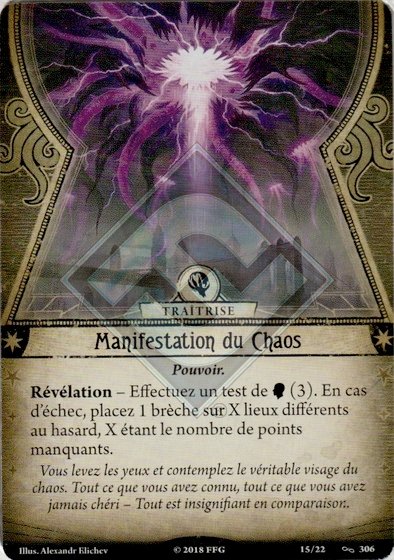 TRAÎTRISE
Manifestation du Chaos
Pouvoir.
Révélation – Effectuez un test de (3). En cas
d'échec, placez 1 brèche sur X lieux différents
au hasard, X étant le nombre de points
manquants.
Vous levez les yeux et contemplez le véritable visage du
chaos. Tout ce que vous avez connu, tout ce que vous avez
jamais chéri – Tout est insignifiant en comparaison.
Illus. Alexandr Elichev © 2018 FFG 15/22 306